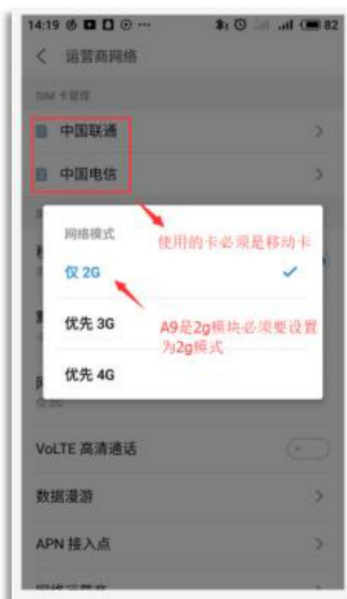 14:19 82
运营商网络
SIM 卡管理
中国联通
中国电信
网络模式
使用的卡必须是移动卡
仅 2G
优先 3G
A9是2g模块必须要设置
为2g模式
优先 4G
仅 2G
VoLTE 高清通话
数据漫游
APN 接入点